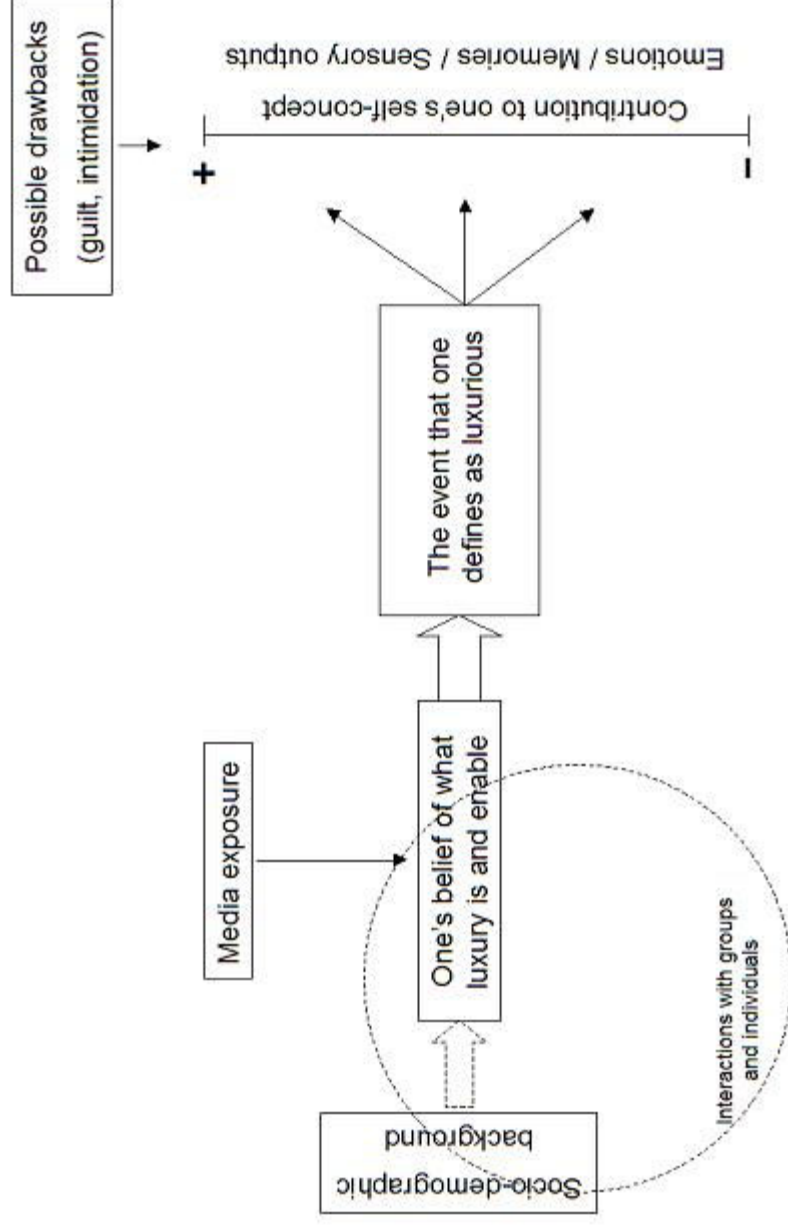 Socio-demographic
background
Interactions with groups
and individuals
Media exposure
One's belief of what
luxury is and enable
The event that one
defines as luxurious
Possible drawbacks
(guilt, intimidation)
+
−
Contribution to one's self-concept
Emotions / Memories / Sensory outputs